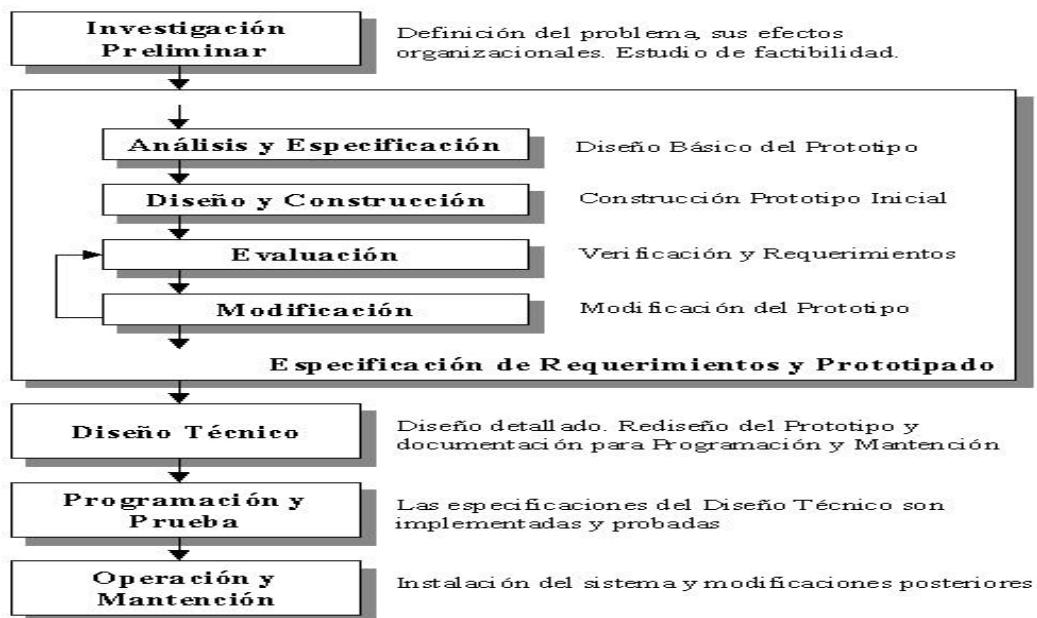 Investigación
Preliminar
Definición del problema, sus efectos
organizacionales. Estudio de factibilidad.
Análisis y Especificación
Diseño Básico del Prototipo
Diseño y Construcción
Construcción Prototipo Inicial
Evaluación
Verificación y Requerimientos
Modificación
Modificación del Prototipo
Especificación de Requerimientos y Prototipado
Diseño Técnico
Diseño detallado. Rediseño del Prototipo y
documentación para Programación y Mantención
Programación y
Prueba
Las especificaciones del Diseño Técnico son
implementadas y probadas
Operación y
Mantención
Instalación del sistema y modificaciones posteriores